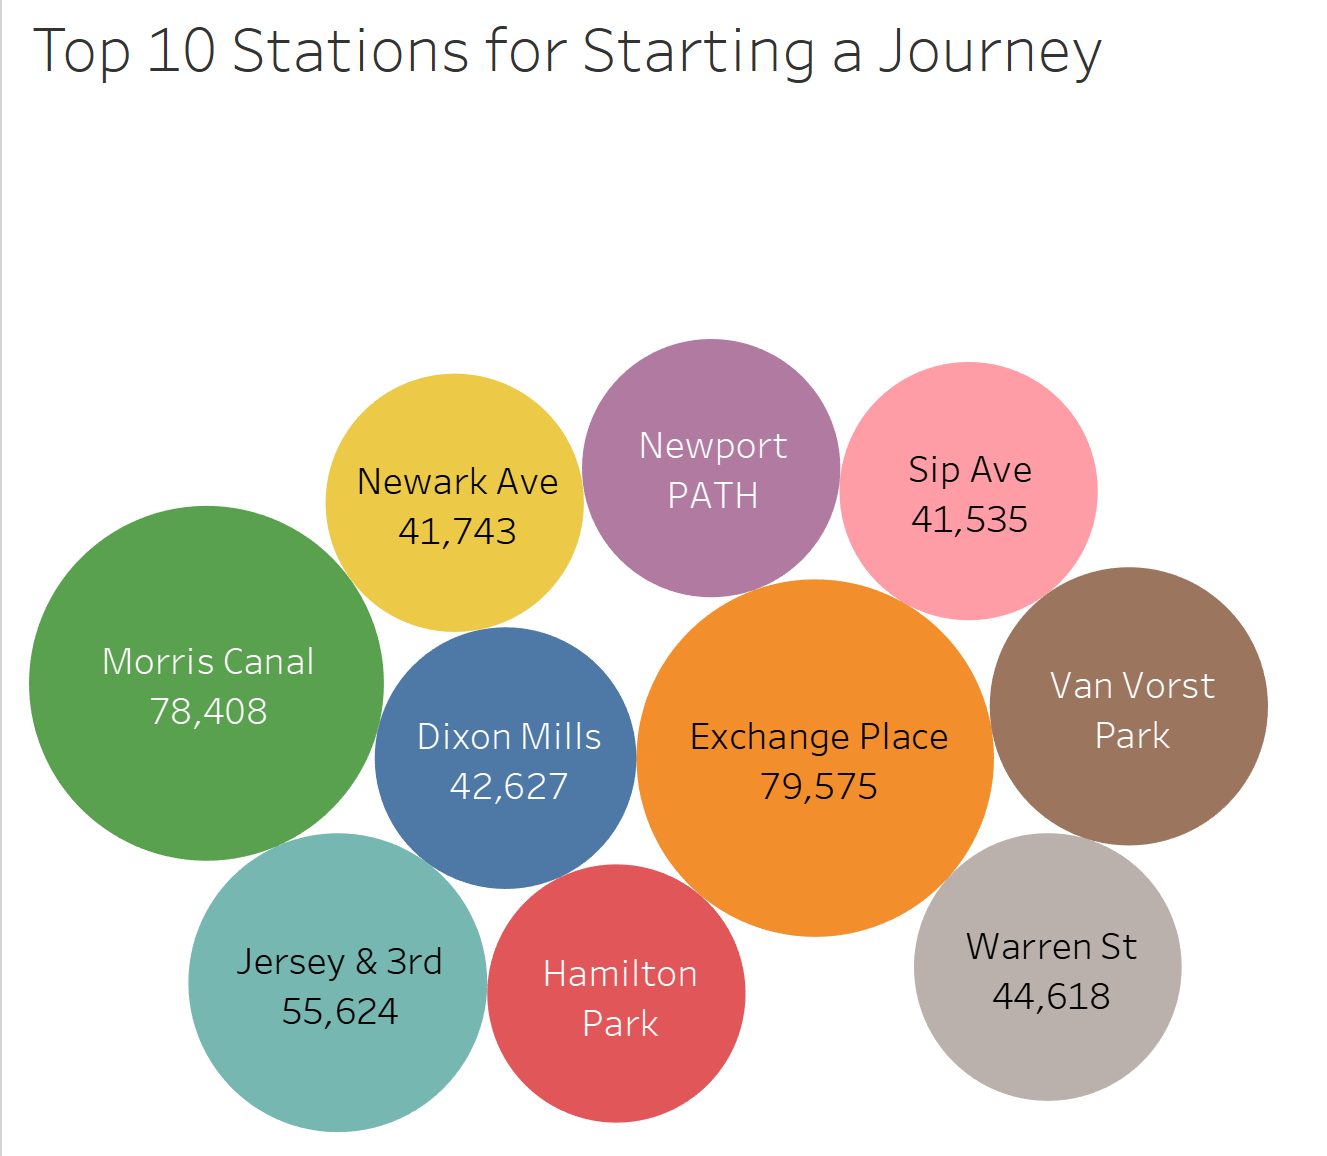 Top 10 Stations for Starting a Journey
Newark Ave
41,743
Newport
PATH
Sip Ave
41,535
Morris Canal
78,408
Dixon Mills
42,627
Exchange Place
79,575
Van Vorst
Park
Jersey & 3rd
55,624
Hamilton
Park
Warren St
44,618